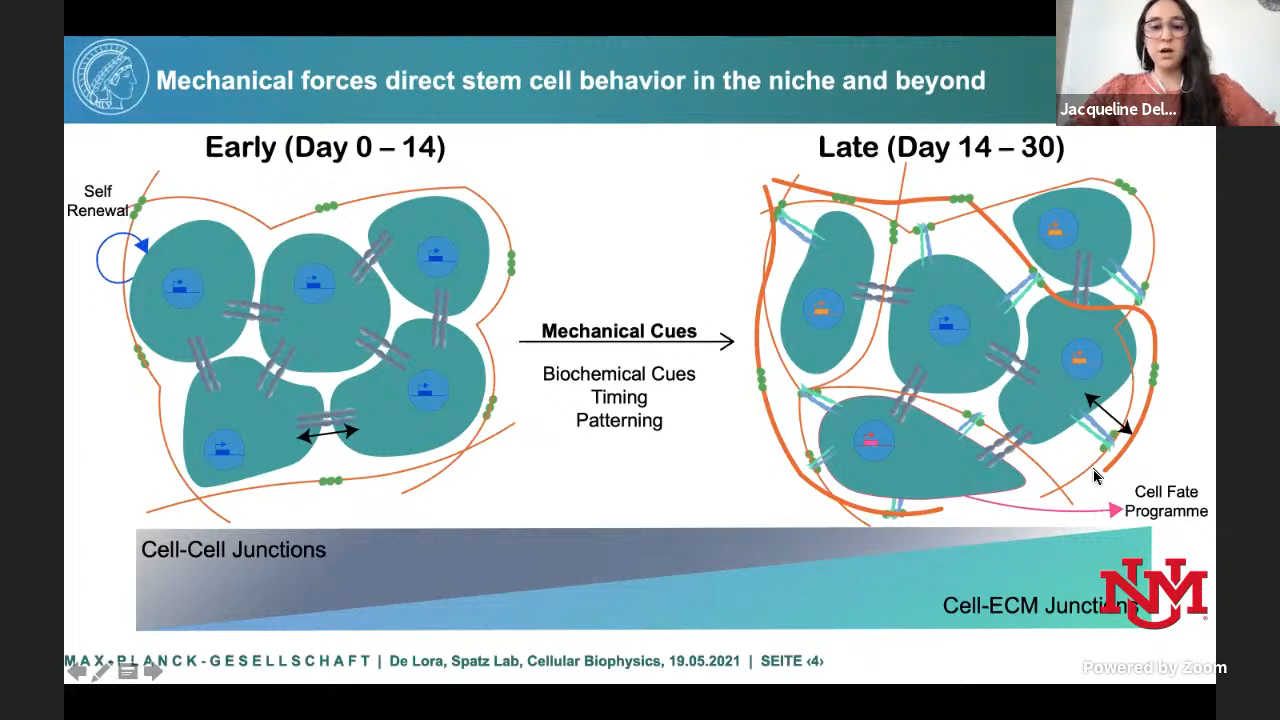 Mechanical forces direct stem cell behavior in the niche and beyond
Jacqueline Del...
Early (Day 0 – 14)
Late (Day 14 – 30)
Self
Renewal
Mechanical Cues
Biochemical Cues
Timing
Patterning
Cell Fate
Programme
Cell-Cell Junctions
Cell-ECM Junctions
UNM
MAX-PLANCK-GESELLSCHAFT | De Lora, Spatz Lab, Cellular Biophysics, 19.05.2021 | SEITE ‹4›
Powered by Zoom